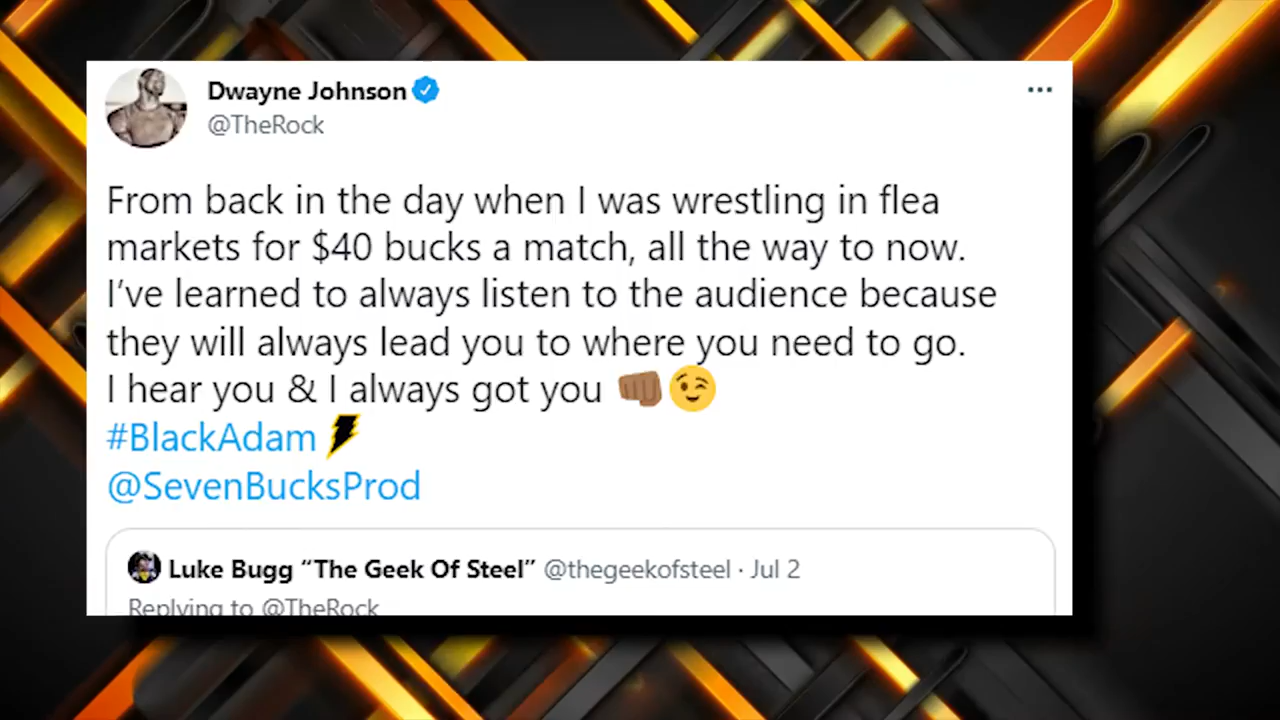 Dwayne Johnson
@TheRock
From back in the day when I was wrestling in flea
markets for $40 bucks a match, all the way to now.
I’ve learned to always listen to the audience because
they will always lead you to where you need to go.
I hear you & I always got you 👊🏾😉
#BlackAdam
@SevenBucksProd
Luke Bugg “The Geek Of Steel” @thegeekofsteel · Jul 2
Replying to @TheRock